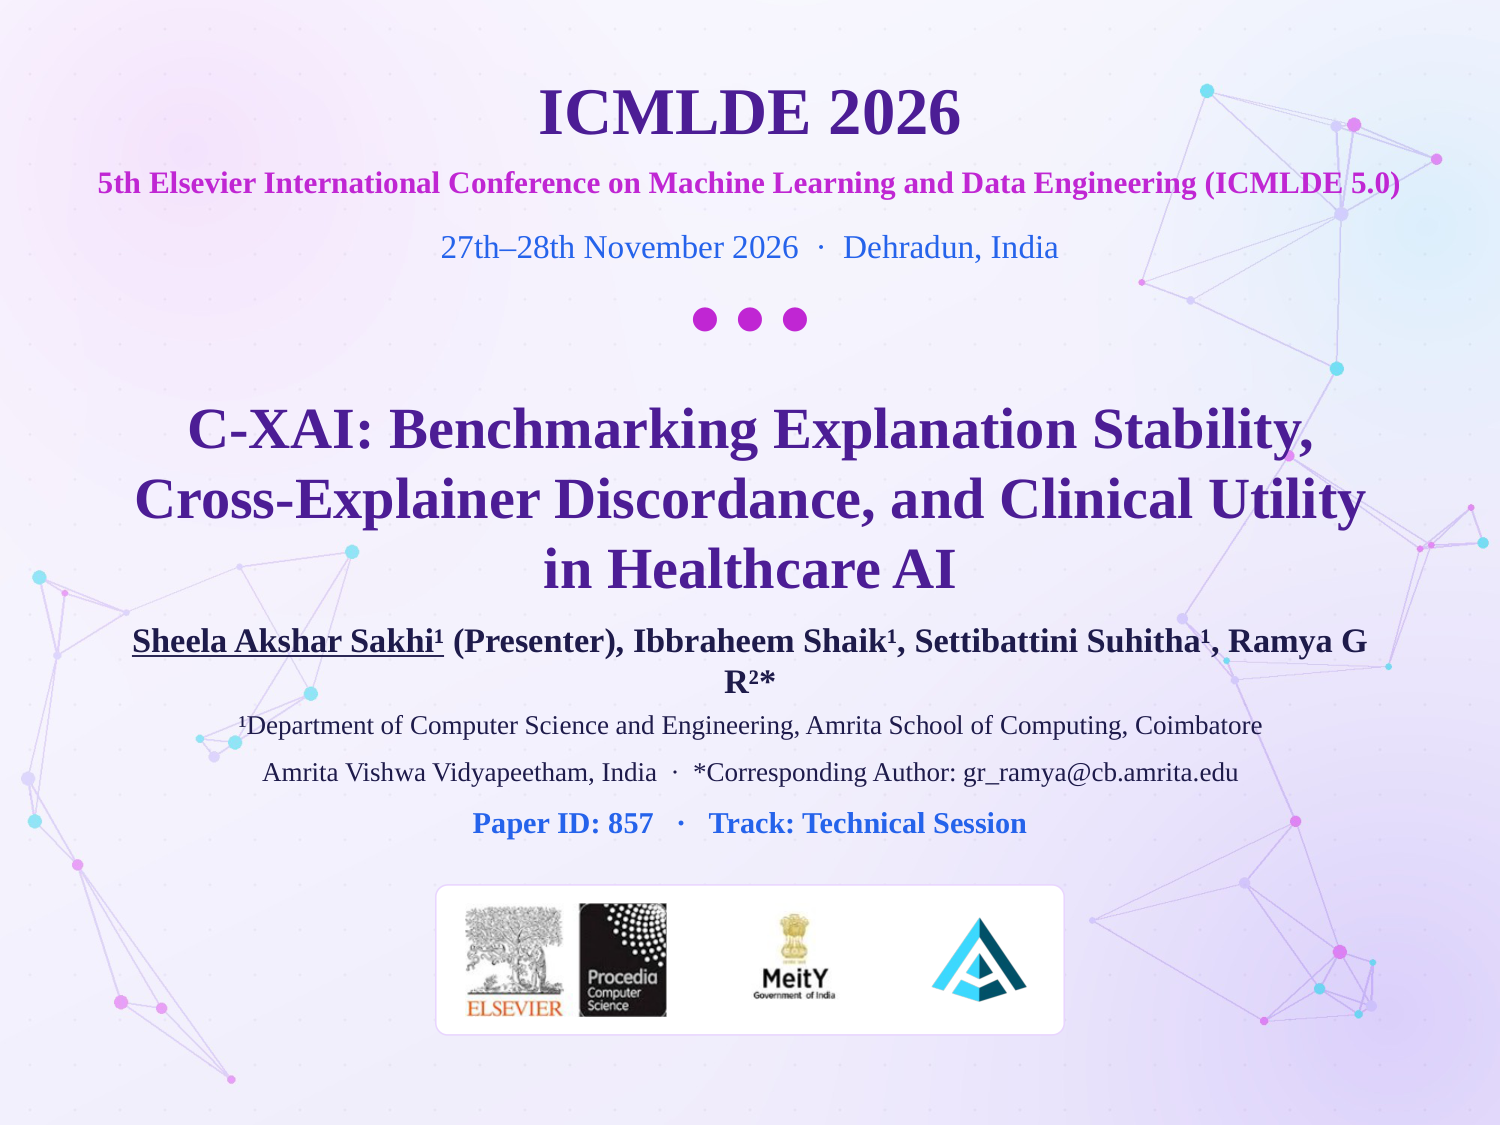 ICMLDE 2026
5th Elsevier International Conference on Machine Learning and Data Engineering (ICMLDE 5.0)
27th–28th November 2026 · Dehradun, India
C-XAI: Benchmarking Explanation Stability,
Cross-Explainer Discordance, and Clinical Utility
in Healthcare AI
Sheela Akshar Sakhi¹ (Presenter), Ibbraheem Shaik¹, Settibattini Suhitha¹, Ramya G
R²*
¹Department of Computer Science and Engineering, Amrita School of Computing, Coimbatore
Amrita Vishwa Vidyapeetham, India · *Corresponding Author: gr_ramya@cb.amrita.edu
Paper ID: 857 · Track: Technical Session
ELSEVIER
Procedia
Computer
Science
MeitY
Government of India